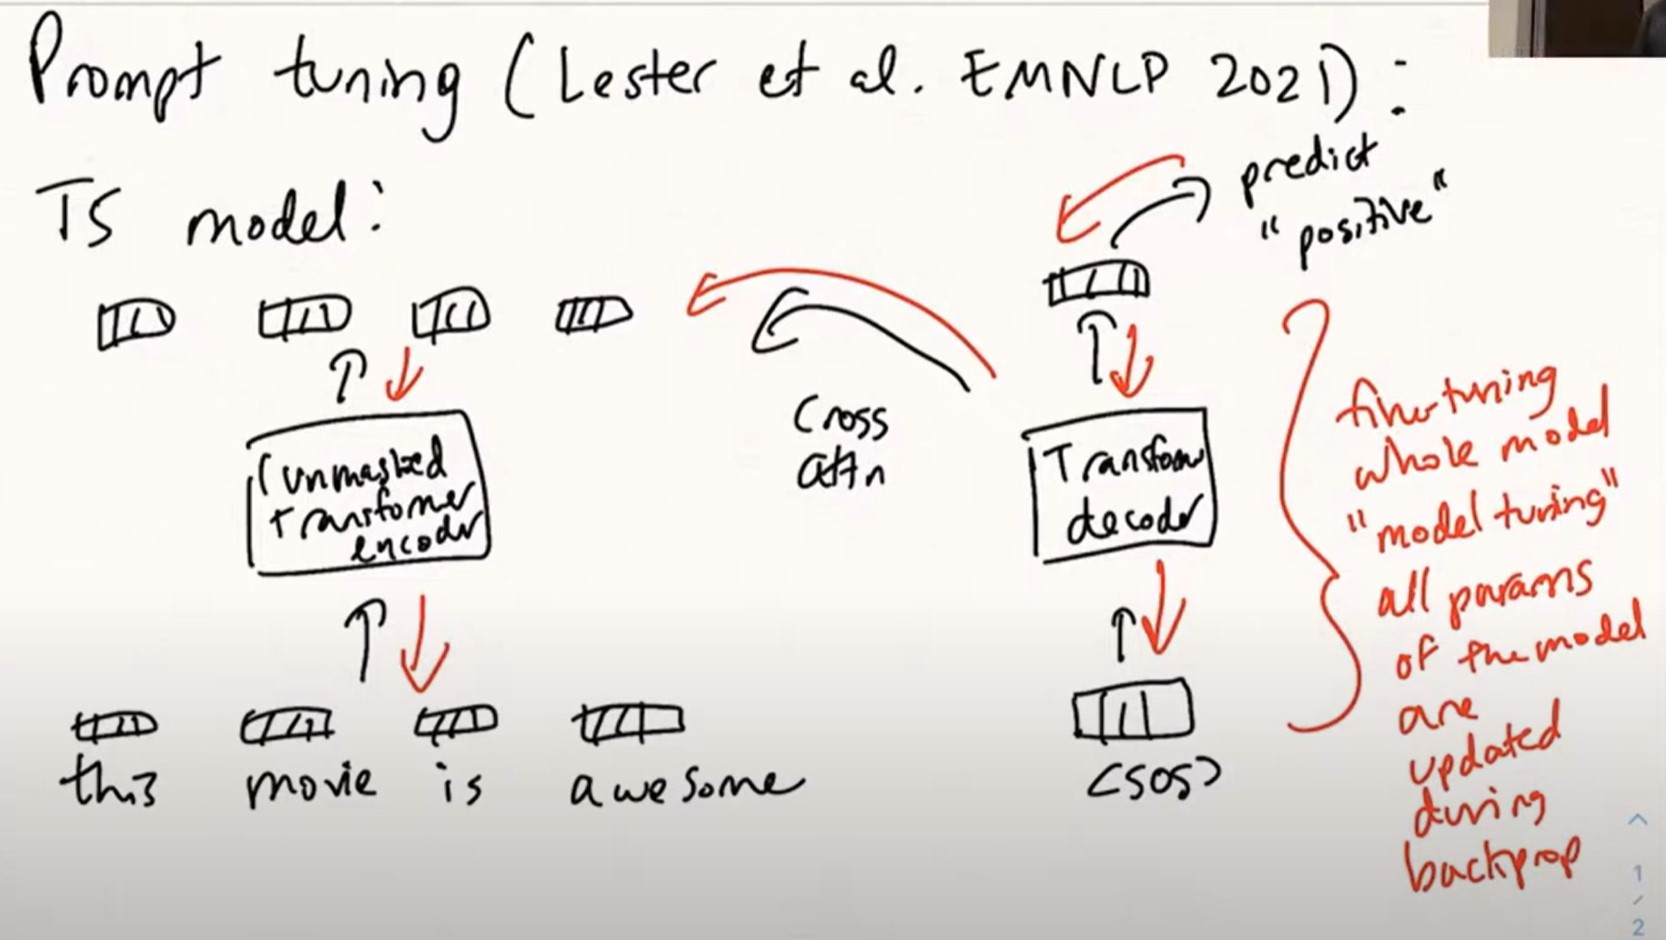 Prompt tuning (Lester et al. EMNLP 2021):
T5 model:
predict
"positive"
Cross
attn
(unmasked
transformer
encoder
Transformer
decoder
this movie is awesome
<SOS>
fine-tuning
whole model
"model tuning"
all params
of the model
are
updated
during
backprop
1
/
2